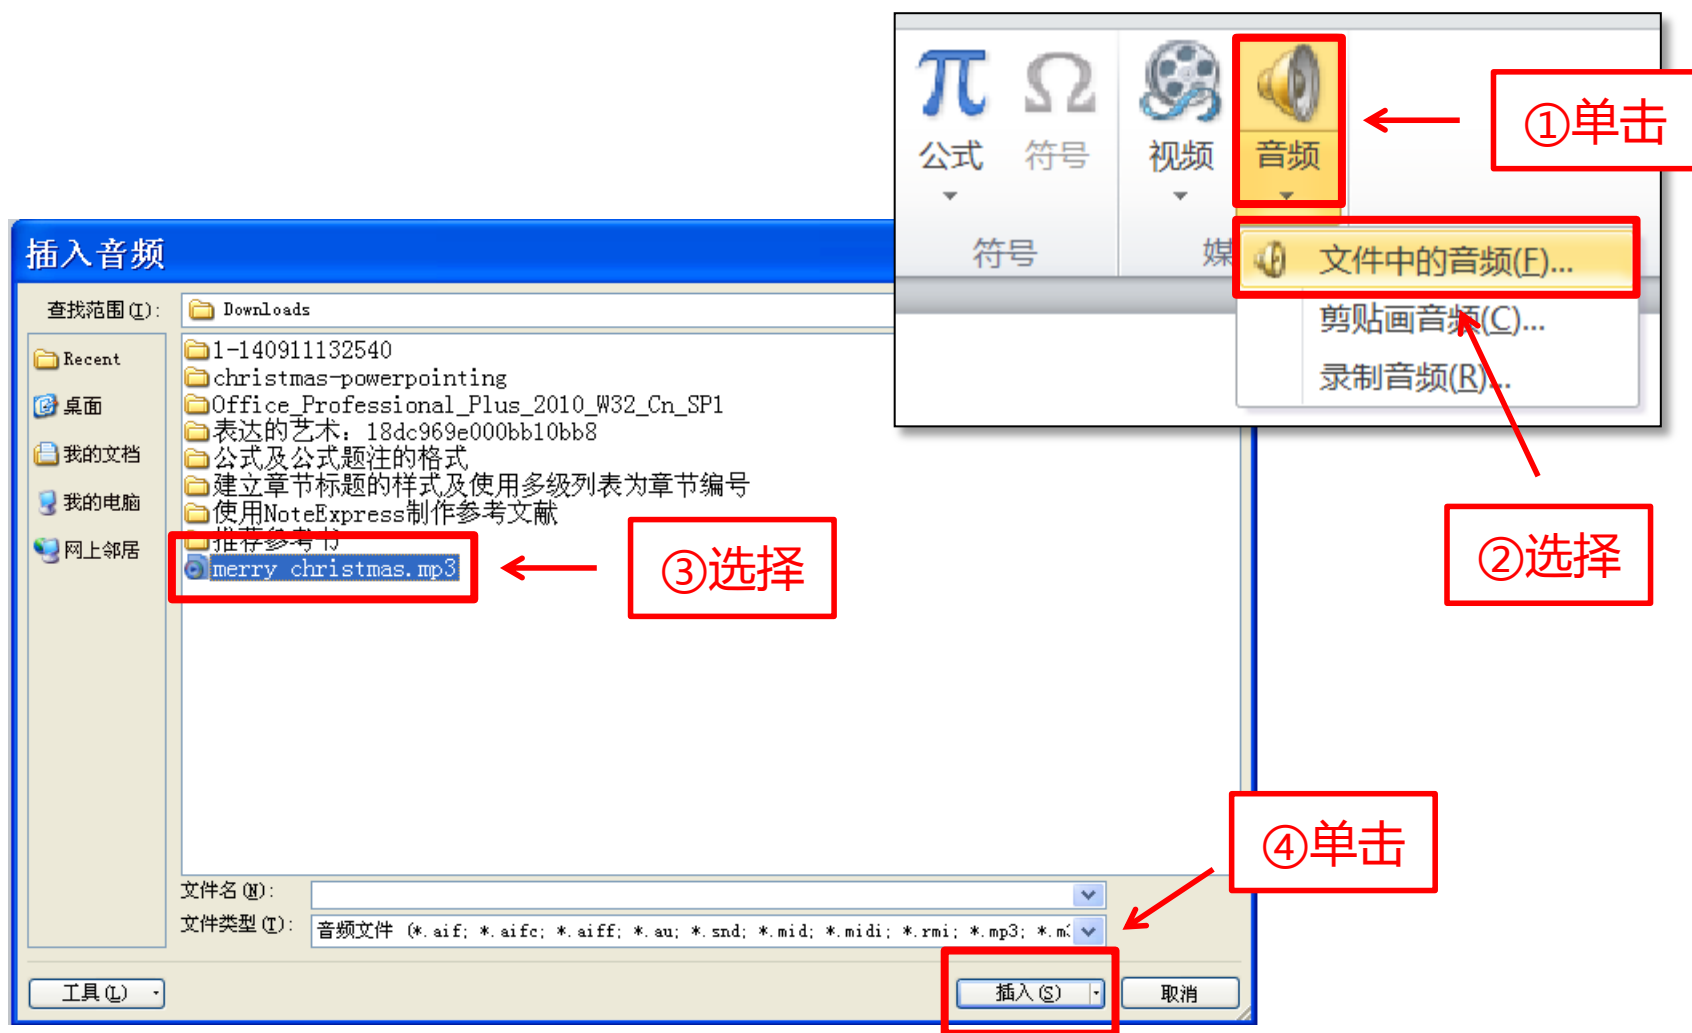 公式
符号
视频
音频
①单击
符号
媒
文件中的音频(F)...
剪贴画音频(C)...
录制音频(R)...
②选择
插入音频
查找范围(I):
Downloads
Recent
桌面
我的文档
我的电脑
网上邻居
1-140911132540
christmas-powerpointing
Office_Professional_Plus_2010_W32_Cn_SP1
表达的艺术：18dc969e000bb10bb8
公式及公式题注的格式
建立章节标题的样式及使用多级列表为章节编号
使用NoteExpress制作参考文献
推荐参考书
merry christmas.mp3
③选择
④单击
文件名(N):
文件类型(T):
音频文件 (*.aif; *.aifc; *.aiff; *.au; *.snd; *.mid; *.midi; *.rmi; *.mp3; *.m
工具(L)
插入(S)
取消